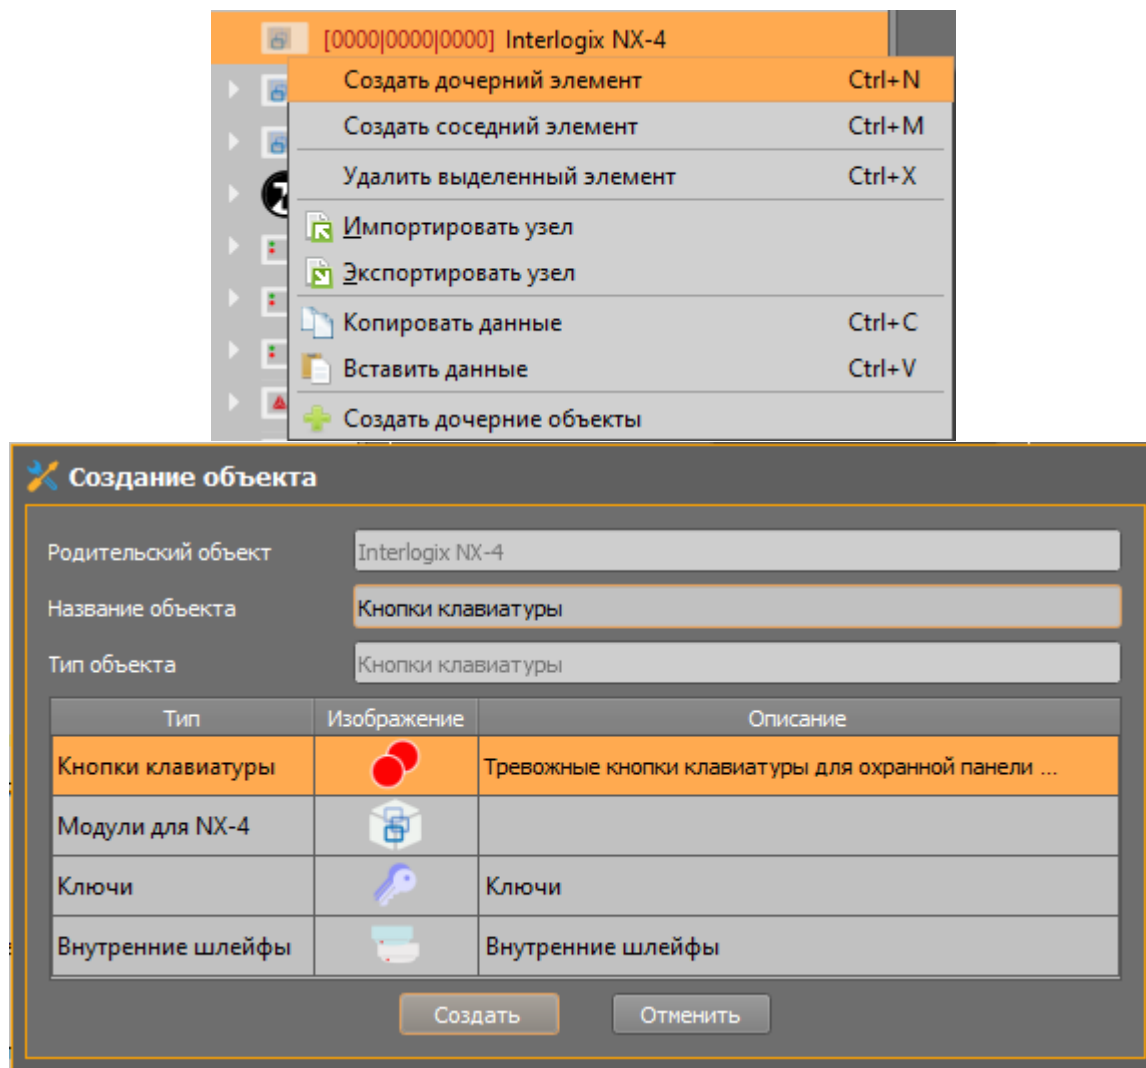 [0000|0000|0000] Interlogix NX-4
Создать дочерний элемент Ctrl+N
Создать соседний элемент Ctrl+M
Удалить выделенный элемент Ctrl+X
Импортировать узел
Экспортировать узел
Копировать данные Ctrl+C
Вставить данные Ctrl+V
Создать дочерние объекты
Создание объекта
Родительский объект Interlogix NX-4
Название объекта Кнопки клавиатуры
Тип объекта Кнопки клавиатуры
Тип Изображение Описание
Кнопки клавиатуры Тревожные кнопки клавиатуры для охранной панели ...
Модули для NX-4
Ключи Ключи
Внутренние шлейфы Внутренние шлейфы
Создать Отменить